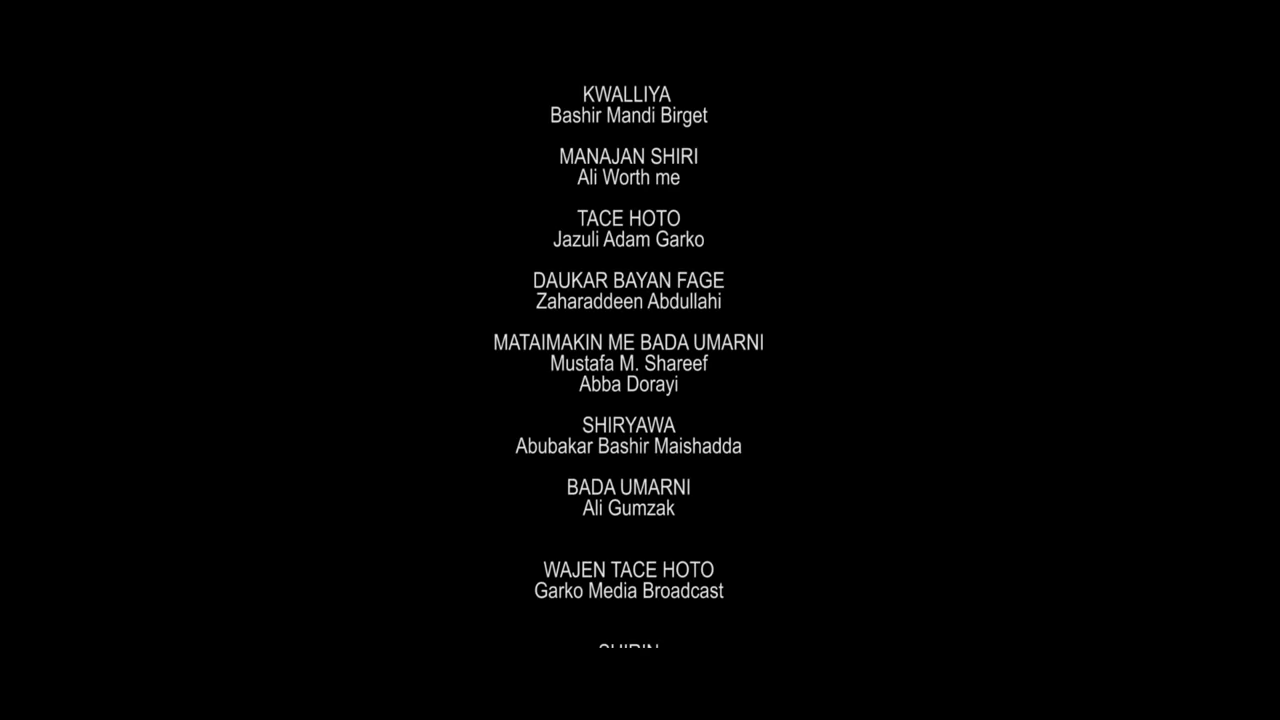 KWALLIYA
Bashir Mandi Birget
MANAJAN SHIRI
Ali Worth me
TACE HOTO
Jazuli Adam Garko
DAUKAR BAYAN FAGE
Zaharaddeen Abdullahi
MATAIMAKIN ME BADA UMARNI
Mustafa M. Shareef
Abba Dorayi
SHIRYAWA
Abubakar Bashir Maishadda
BADA UMARNI
Ali Gumzak
WAJEN TACE HOTO
Garko Media Broadcast
SHIRIN